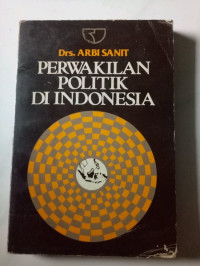 Drs. ARBI SANIT
PERWAKILAN
POLITIK
DI INDONESIA